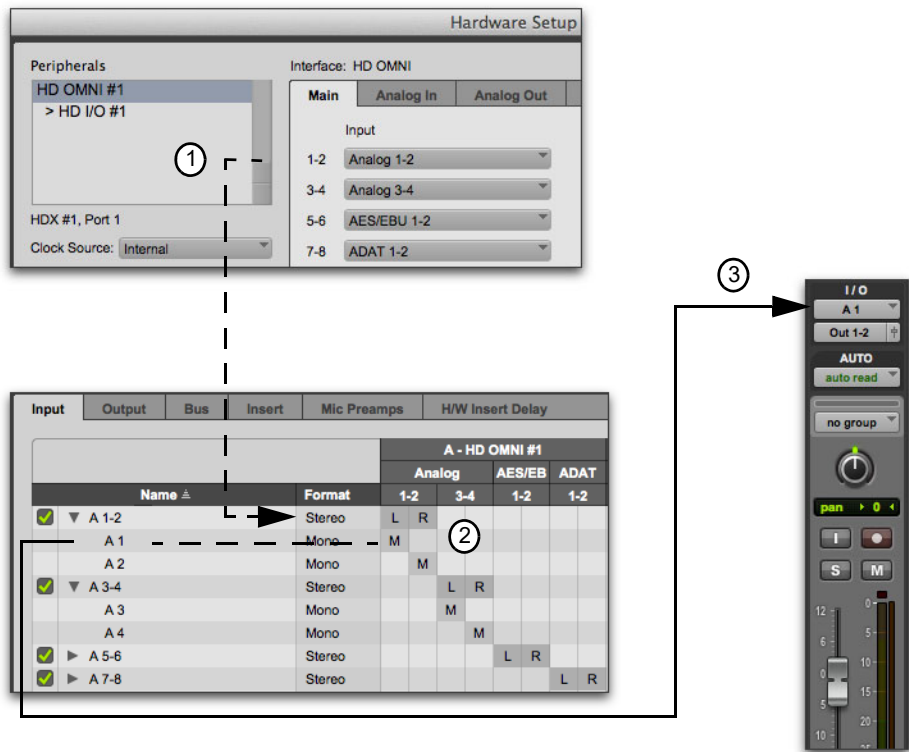 Hardware Setup
Peripherals
HD OMNI #1
> HD I/O #1
HDX #1, Port 1
Clock Source: Internal
Interface: HD OMNI
Main Analog In Analog Out
Input
1-2 Analog 1-2
3-4 Analog 3-4
5-6 AES/EBU 1-2
7-8 ADAT 1-2
1
Input Output Bus Insert Mic Preamps H/W Insert Delay
A - HD OMNI #1
Analog AES/EB ADAT
Name Format 1-2 3-4 1-2 1-2
A 1-2 Stereo L R
A 1 Mono M
A 2 Mono M
A 3-4 Stereo L R
A 3 Mono M
A 4 Mono M
A 5-6 Stereo L R
A 7-8 Stereo L R
2
3
I/O
A 1
Out 1-2
AUTO
auto read
no group
pan 0
I
S M
12 0
6 5
0 10
5 15
10 20
25